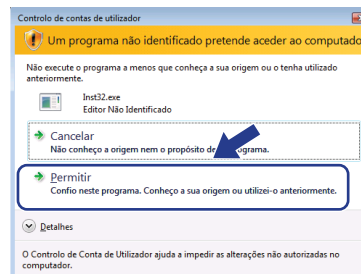 Controlo de contas de utilizador
Um programa não identificado pretende aceder ao computado
Não execute o programa a menos que conheça a sua origem ou o tenha utilizado
anteriormente.
Inst32.exe
Editor Não Identificado
Cancelar
Não conheço a origem nem o propósito de programa.
Permitir
Confio neste programa. Conheço a sua origem ou utilizei-o anteriormente.
Detalhes
O Controlo de Conta de Utilizador ajuda a impedir as alterações não autorizadas no
computador.